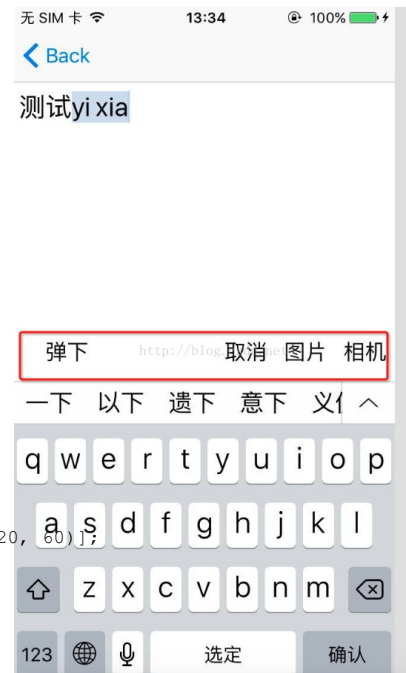 无 SIM 卡 13:34 100%
Back
测试yi xia
弹下 http://blog. 取消 net 图片 相机
一下 以下 遗下 意下
q w e r t y u i o p
a s d f g h j k l
20, 60)];
z x c v b n m
123 选定 确认